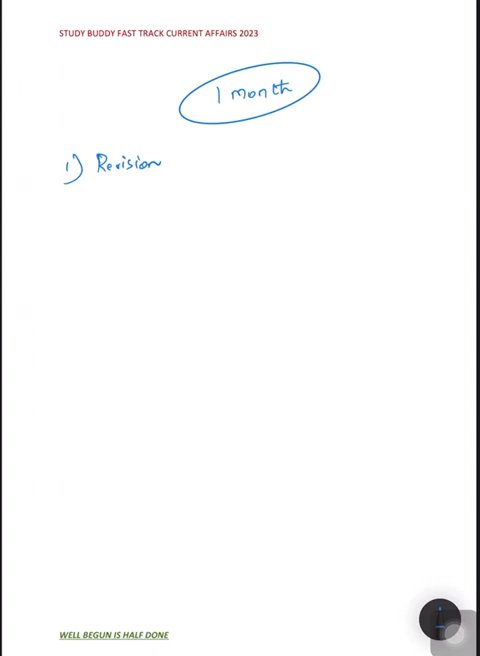 STUDY BUDDY FAST TRACK CURRENT AFFAIRS 2023
1 month
1) Revision
WELL BEGUN IS HALF DONE